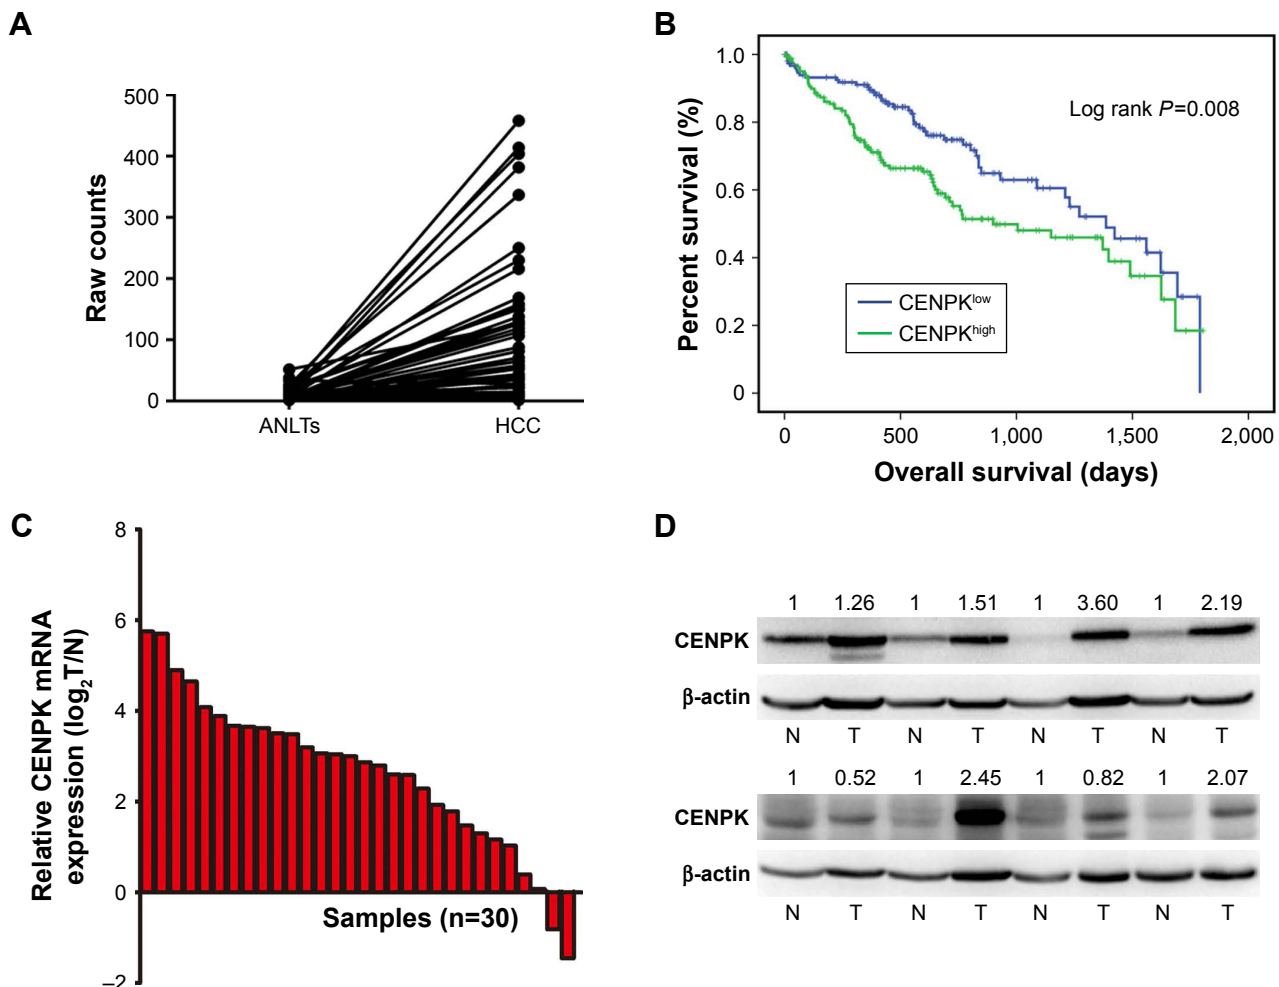 A
500
400
300
200
100
0
Raw counts
ANLTs
HCC
B
1.0
0.8
0.6
0.4
0.2
0
Percent survival (%)
Log rank P=0.008
CENPK^low
CENPK^high
0
500
1,000
1,500
2,000
Overall survival (days)
C
8
6
4
2
0
–2
Relative CENPK mRNA
expression (log₂T/N)
Samples (n=30)
D
1 1.26 1 1.51 1 3.60 1 2.19
CENPK
β-actin
N T N T N T N T
1 0.52 1 2.45 1 0.82 1 2.07
CENPK
β-actin
N T N T N T N T